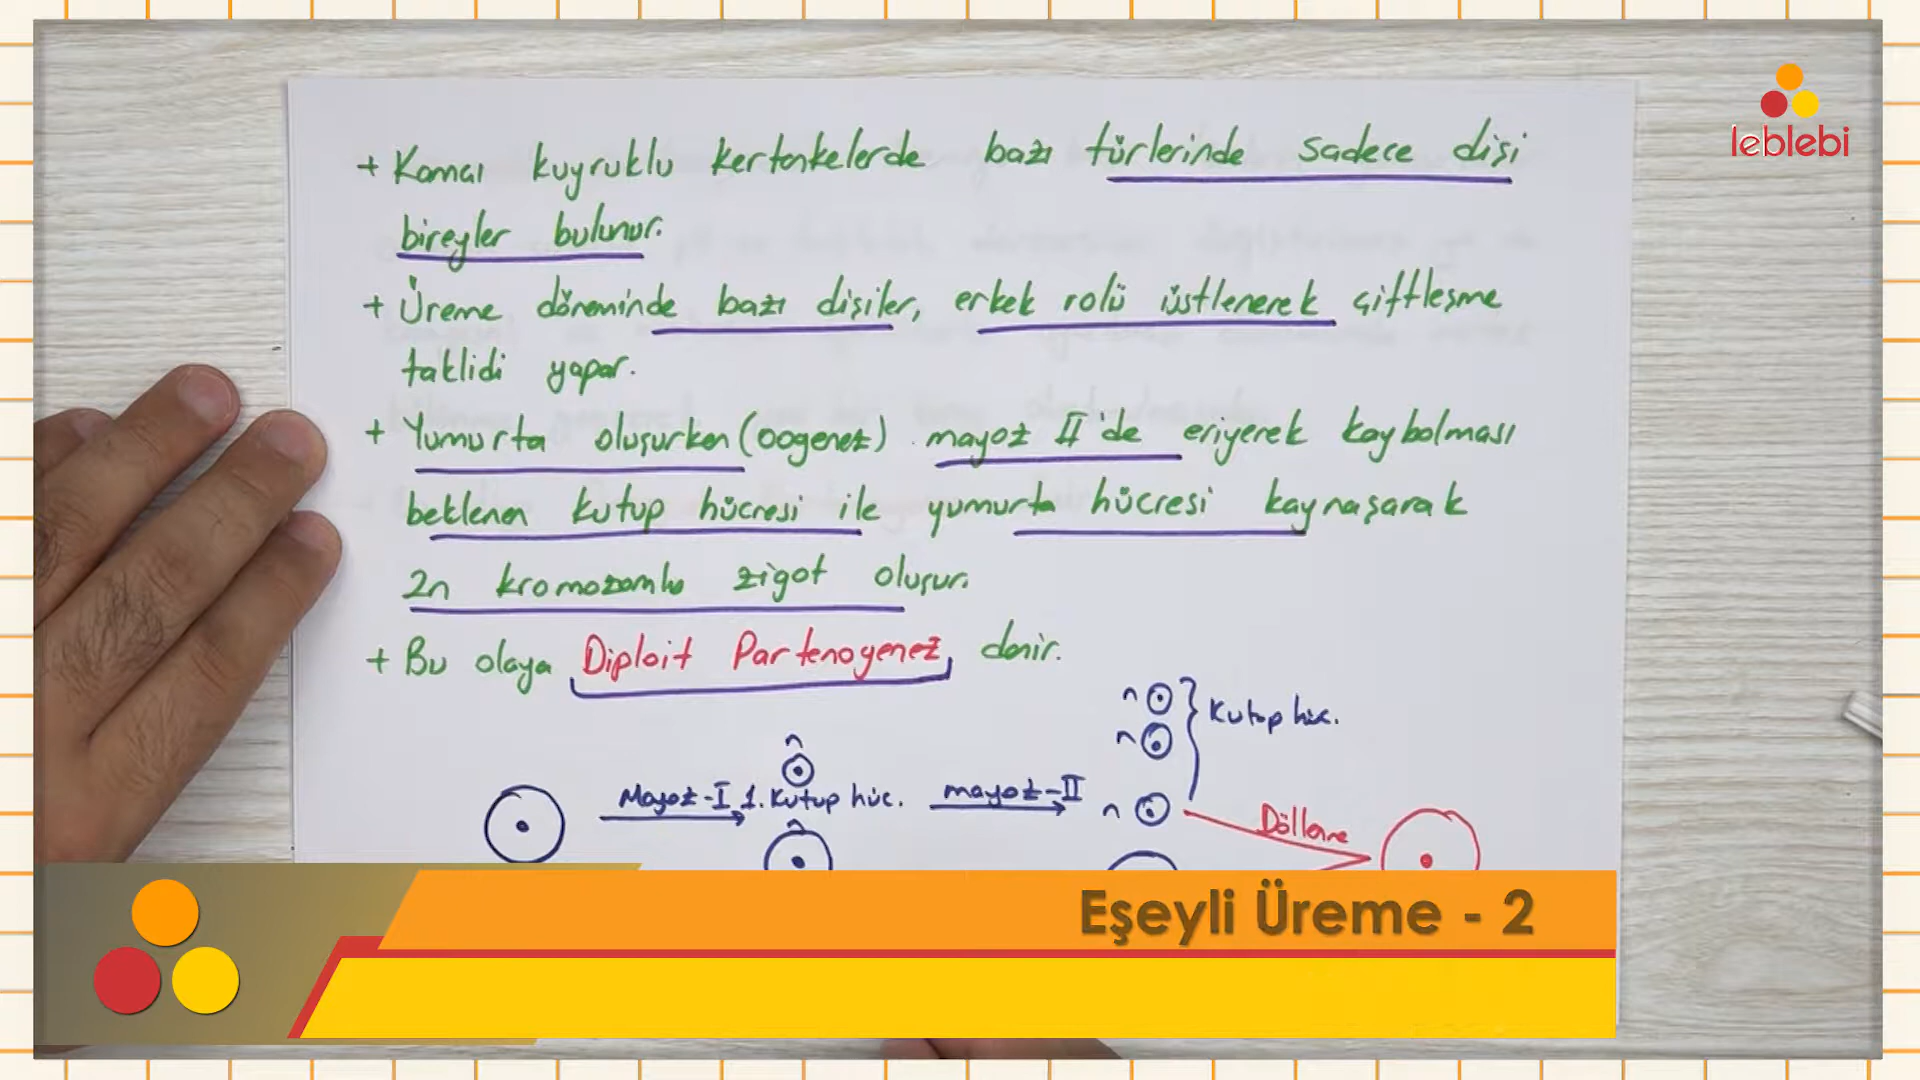 leblebi
+ Kamçı kuyruklu kertenkelerde bazı türlerinde sadece dişi
bireyler bulunur.
+ Üreme döneminde bazı dişiler, erkek rolü üstlenerek çiftleşme
taklidi yapar.
+ Yumurta oluşurken (oogenez) mayoz II'de eriyerek kaybolması
beklenen kutup hücresi ile yumurta hücresi kaynaşarak
2n kromozomlu zigot oluşur.
+ Bu olaya Diploit Partenogenez denir.
n
n
Kutup hüc.
n
Mayoz-I
1. Kutup hüc.
mayoz-II
n
Dölleme
n
Eşeyli Üreme - 2